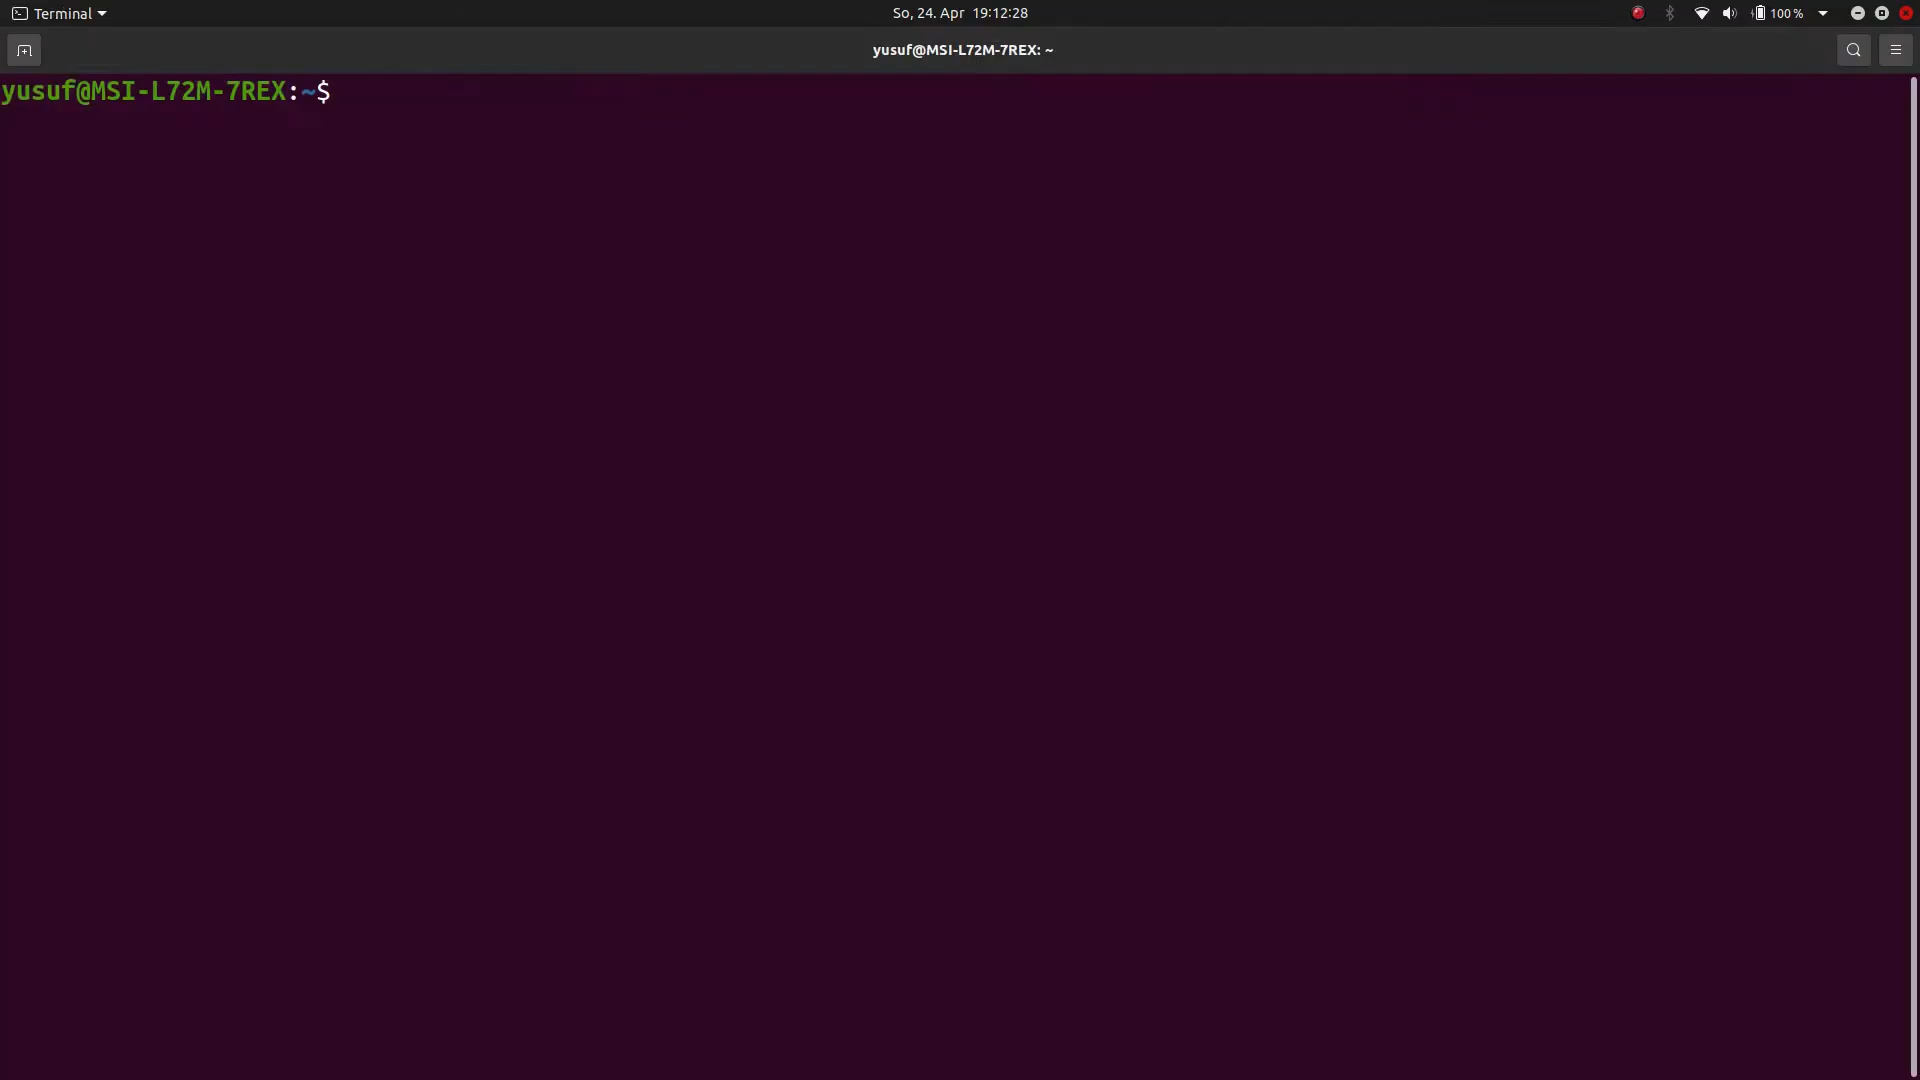 Terminal So, 24. Apr 19:12:28 100 %
yusuf@MSI-L72M-7REX: ~
yusuf@MSI-L72M-7REX:~$